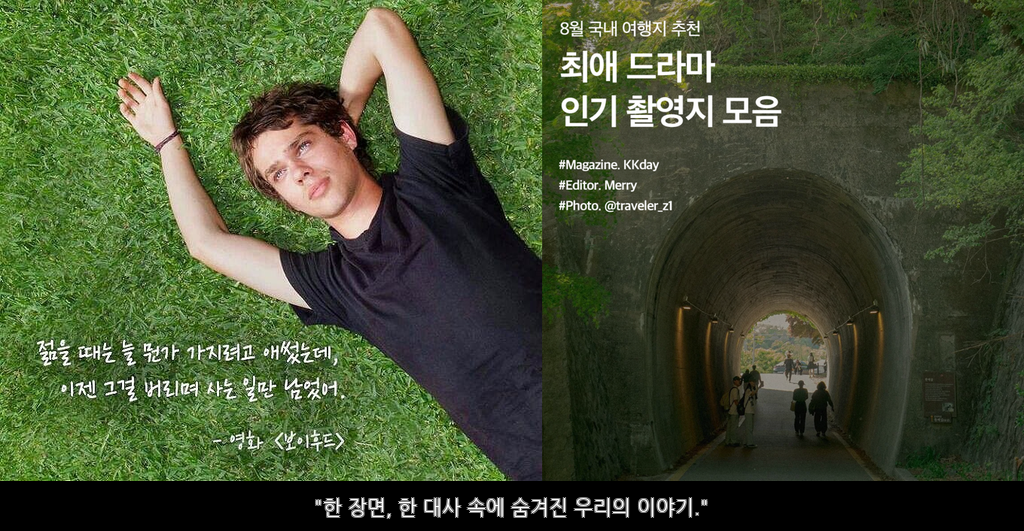 젊을 때는 늘 뭔가 가지려고 애썼는데,
이젠 그걸 버리며 사는 일만 남았어.
- 영화 <보이후드>
8월 국내 여행지 추천
최애 드라마
인기 촬영지 모음
#Magazine. KKday
#Editor. Merry
#Photo. @traveler_z1
"한 장면, 한 대사 속에 숨겨진 우리의 이야기."